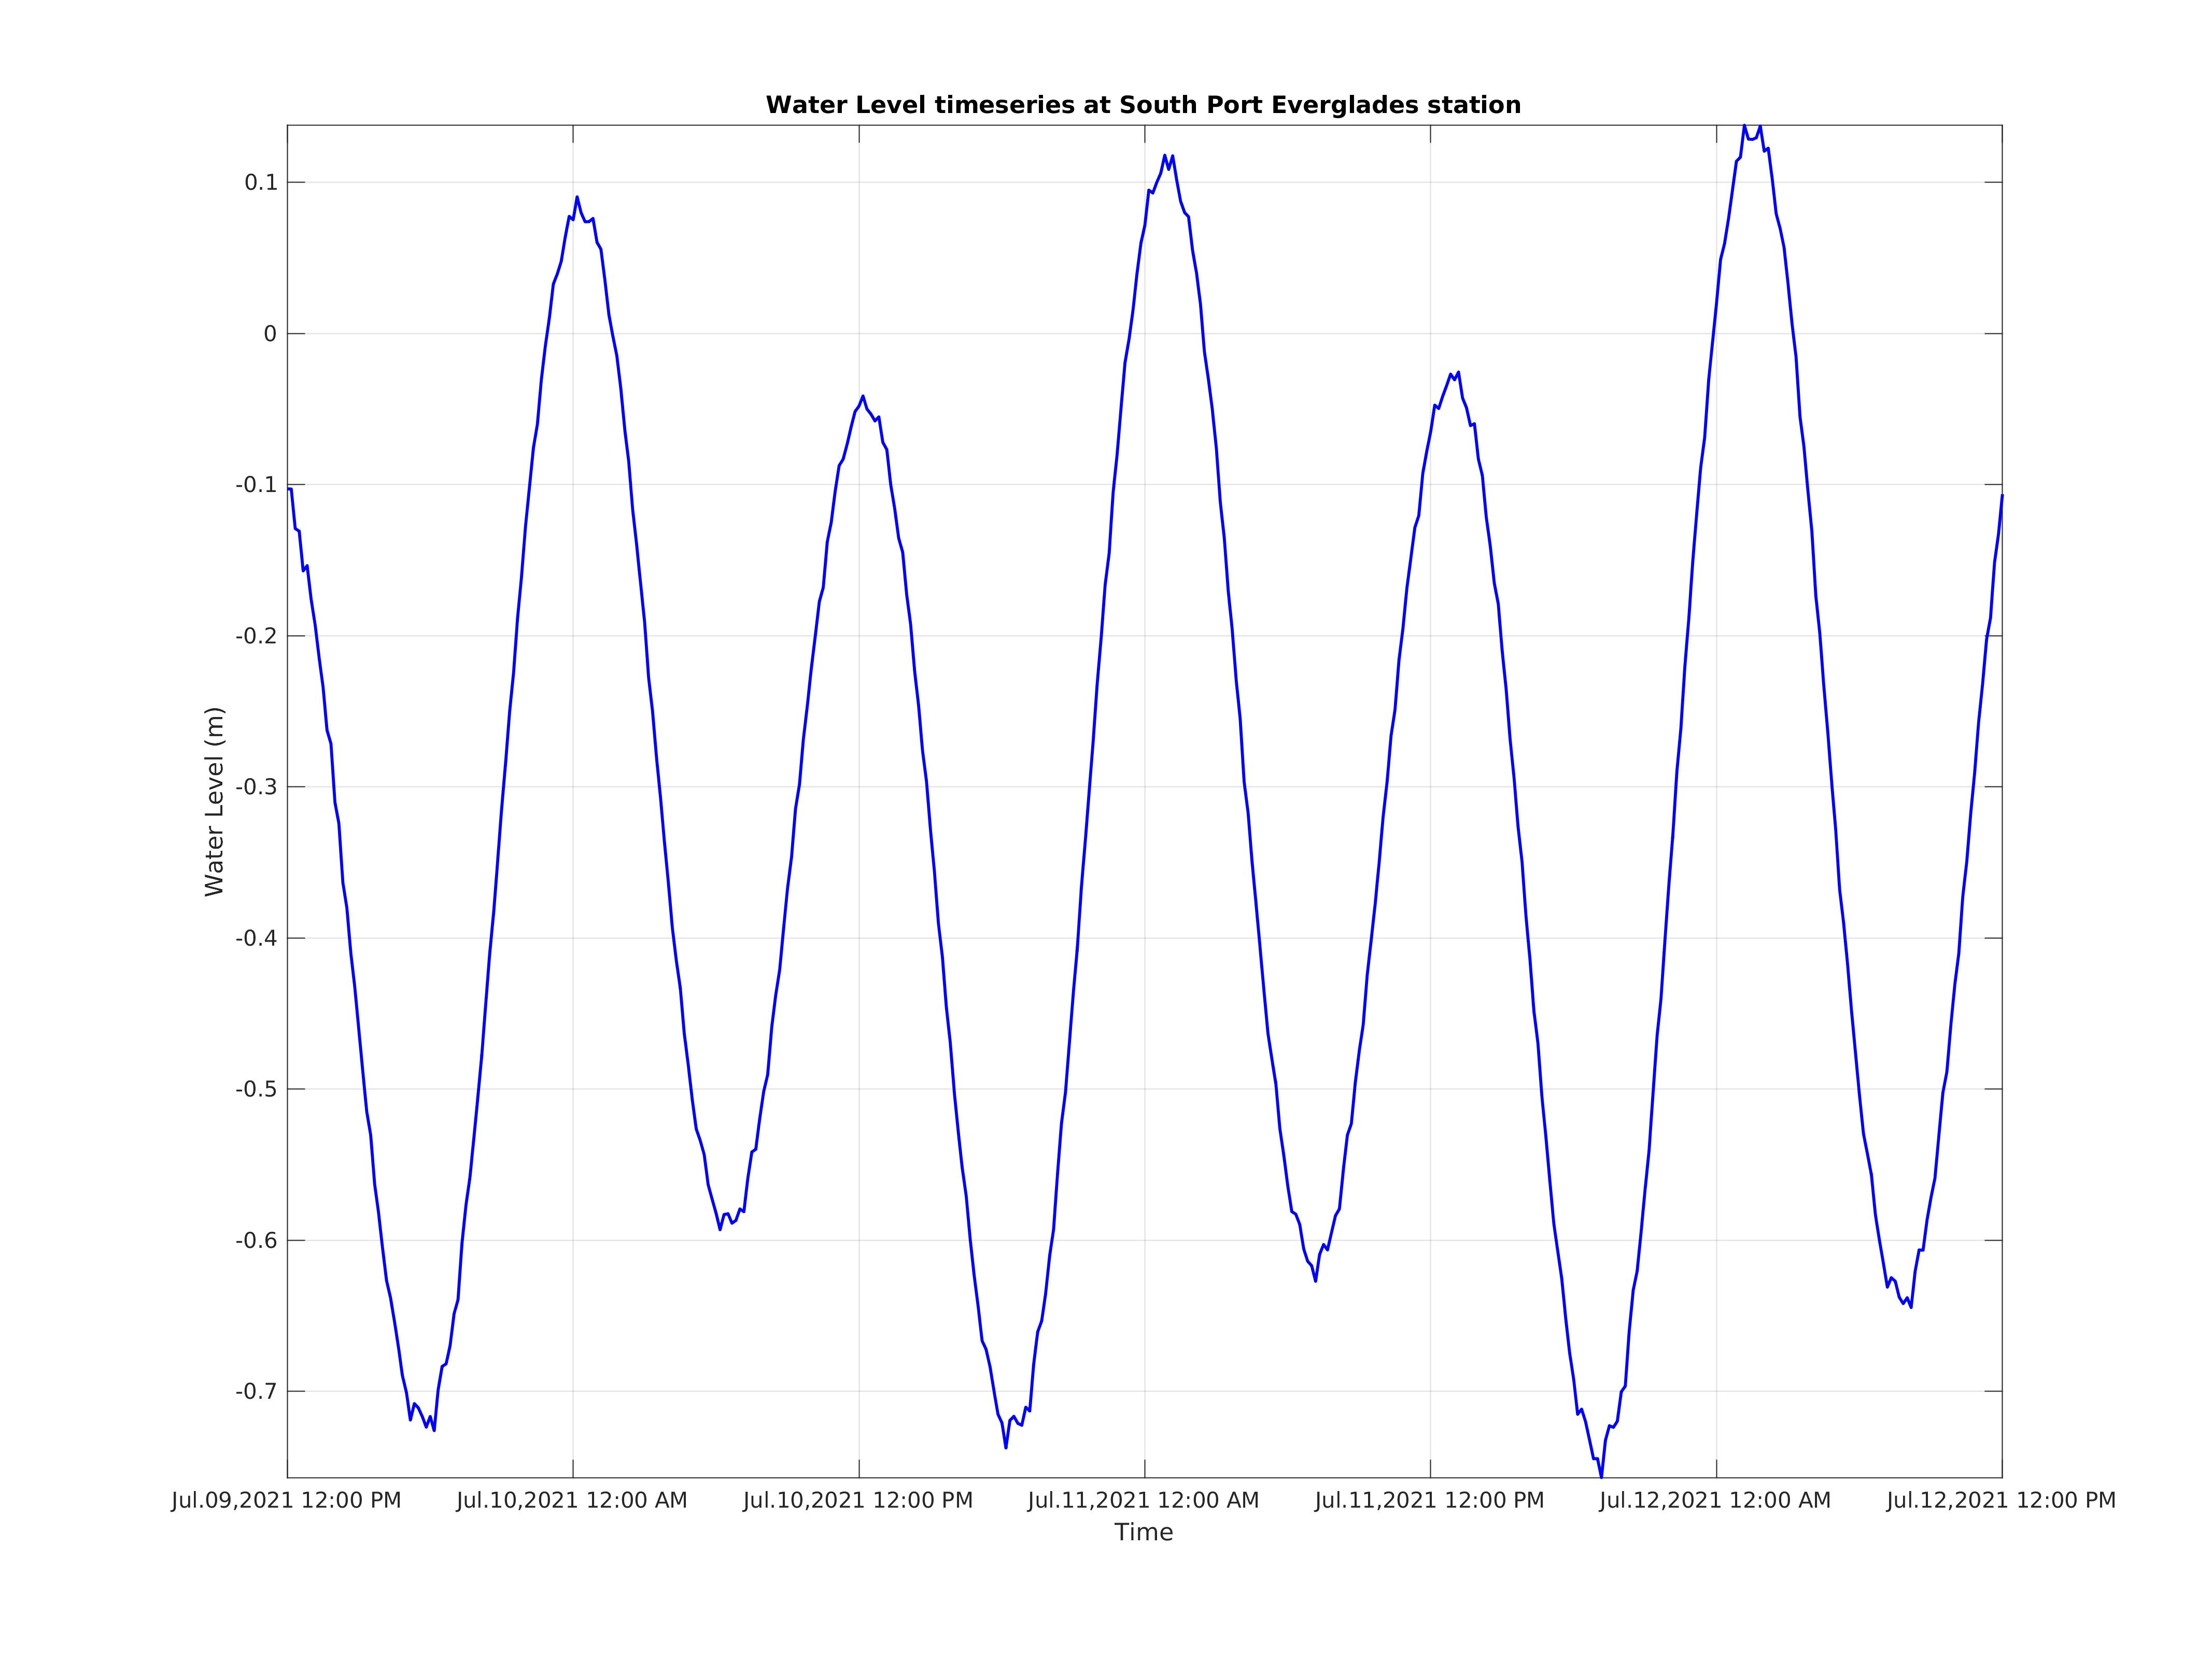 Water Level timeseries at South Port Everglades station
0.1
0
-0.1
-0.2
-0.3
-0.4
-0.5
-0.6
-0.7
Water Level (m)
Jul.09,2021 12:00 PM Jul.10,2021 12:00 AM Jul.10,2021 12:00 PM Jul.11,2021 12:00 AM Jul.11,2021 12:00 PM Jul.12,2021 12:00 AM Jul.12,2021 12:00 PM
Time